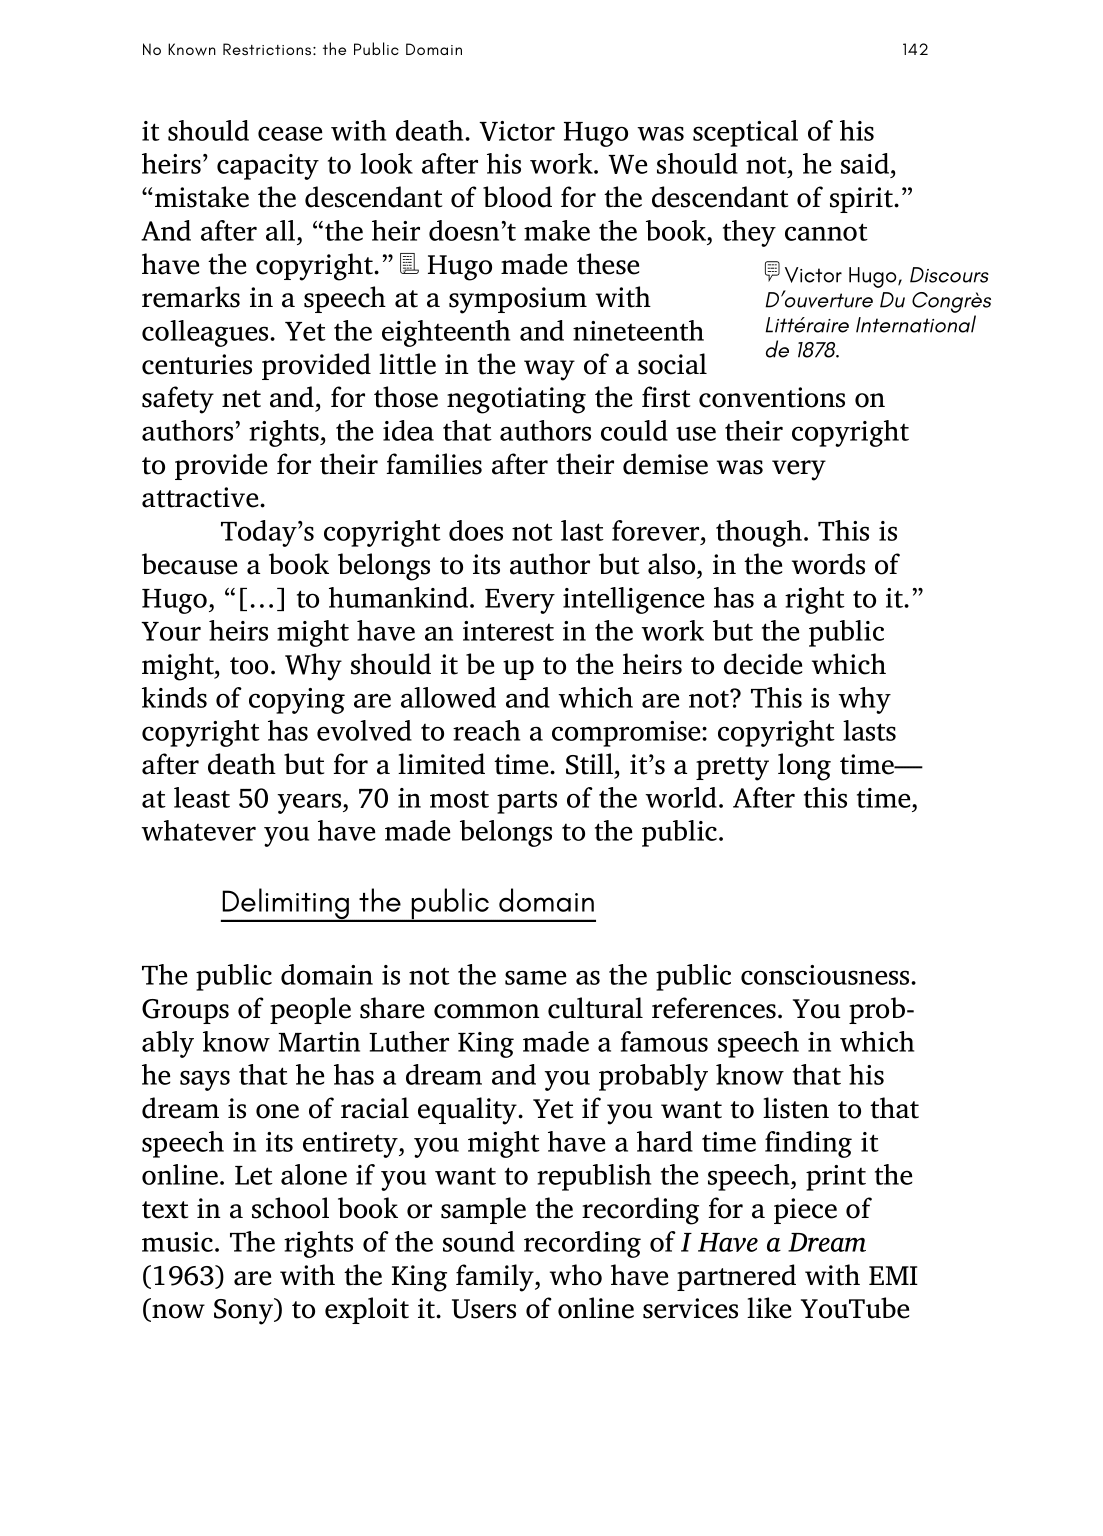 No Known Restrictions: the Public Domain 142
it should cease with death. Victor Hugo was sceptical of his
heirs’ capacity to look after his work. We should not, he said,
“mistake the descendant of blood for the descendant of spirit.”
And after all, “the heir doesn’t make the book, they cannot
have the copyright.” Hugo made these
remarks in a speech at a symposium with
colleagues. Yet the eighteenth and nineteenth
centuries provided little in the way of a social
safety net and, for those negotiating the first conventions on
authors’ rights, the idea that authors could use their copyright
to provide for their families after their demise was very
attractive.
Victor Hugo, Discours
D’ouverture Du Congrès
Littéraire International
de 1878.
Today’s copyright does not last forever, though. This is
because a book belongs to its author but also, in the words of
Hugo, “[…] to humankind. Every intelligence has a right to it.”
Your heirs might have an interest in the work but the public
might, too. Why should it be up to the heirs to decide which
kinds of copying are allowed and which are not? This is why
copyright has evolved to reach a compromise: copyright lasts
after death but for a limited time. Still, it’s a pretty long time—
at least 50 years, 70 in most parts of the world. After this time,
whatever you have made belongs to the public.
Delimiting the public domain
The public domain is not the same as the public consciousness.
Groups of people share common cultural references. You prob-
ably know Martin Luther King made a famous speech in which
he says that he has a dream and you probably know that his
dream is one of racial equality. Yet if you want to listen to that
speech in its entirety, you might have a hard time finding it
online. Let alone if you want to republish the speech, print the
text in a school book or sample the recording for a piece of
music. The rights of the sound recording of I Have a Dream
(1963) are with the King family, who have partnered with EMI
(now Sony) to exploit it. Users of online services like YouTube